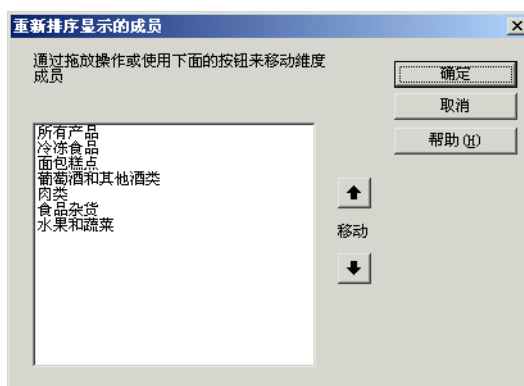 重新排序显示的成员
通过拖放操作或使用下面的按钮来移动维度
成员
确定
取消
帮助(H)
所有产品
冷冻食品
面包糕点
葡萄酒和其他酒类
肉类
食品杂货
水果和蔬菜
移动